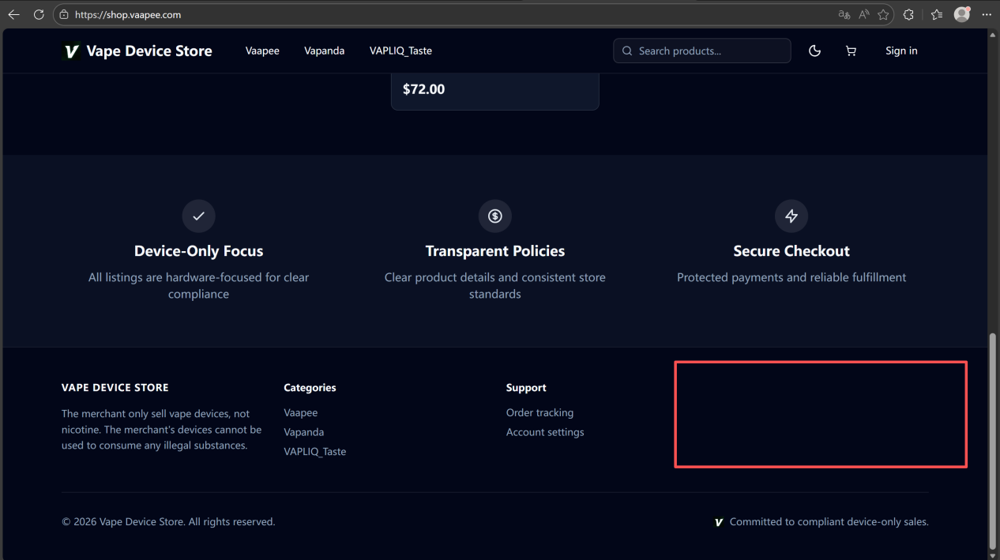 https://shop.vaapee.com
V Vape Device Store
Vaapee
Vapanda
VAPLIQ_Taste
Search products...
Sign in
$72.00
Device-Only Focus
All listings are hardware-focused for clear
compliance
Transparent Policies
Clear product details and consistent store
standards
Secure Checkout
Protected payments and reliable fulfillment
VAPE DEVICE STORE
The merchant only sell vape devices, not
nicotine. The merchant's devices cannot be
used to consume any illegal substances.
Categories
Vaapee
Vapanda
VAPLIQ_Taste
Support
Order tracking
Account settings
© 2026 Vape Device Store. All rights reserved.
V Committed to compliant device-only sales.